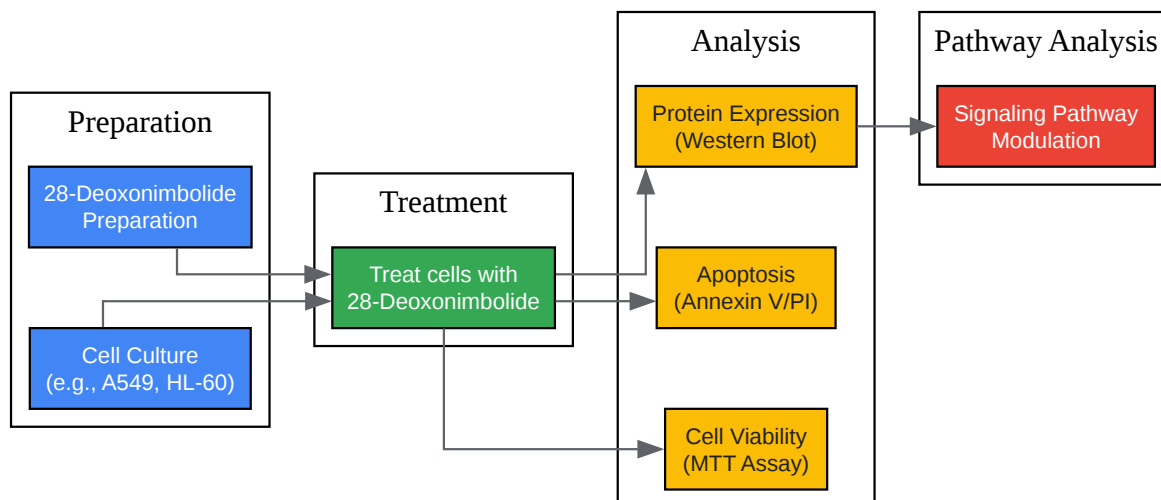 Preparation
28-Deoxonimbolide
Preparation
Cell Culture
(e.g., A549, HL-60)
Treatment
Treat cells with
28-Deoxonimbolide
Analysis
Protein Expression
(Western Blot)
Apoptosis
(Annexin V/PI)
Cell Viability
(MTT Assay)
Pathway Analysis
Signaling Pathway
Modulation